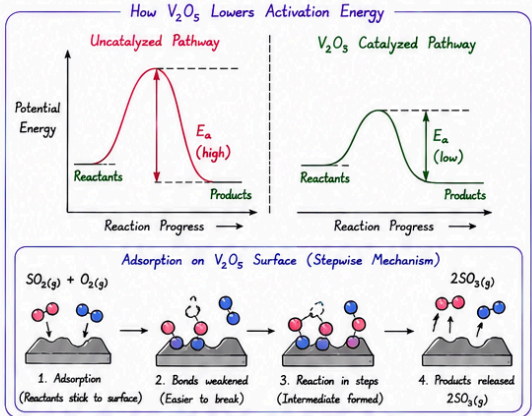 How V₂O₅ Lowers Activation Energy
Uncatalyzed Pathway
Potential
Energy
Eₐ
(high)
Reactants
Products
Reaction Progress
V₂O₅ Catalyzed Pathway
Eₐ
(low)
Reactants
Products
Reaction Progress
Adsorption on V₂O₅ Surface (Stepwise Mechanism)
SO₂(g) + O₂(g)
2SO₃(g)
1. Adsorption
(Reactants stick to surface)
2. Bonds weakened
(Easier to break)
3. Reaction in steps
(Intermediate formed)
4. Products released
2SO₃(g)